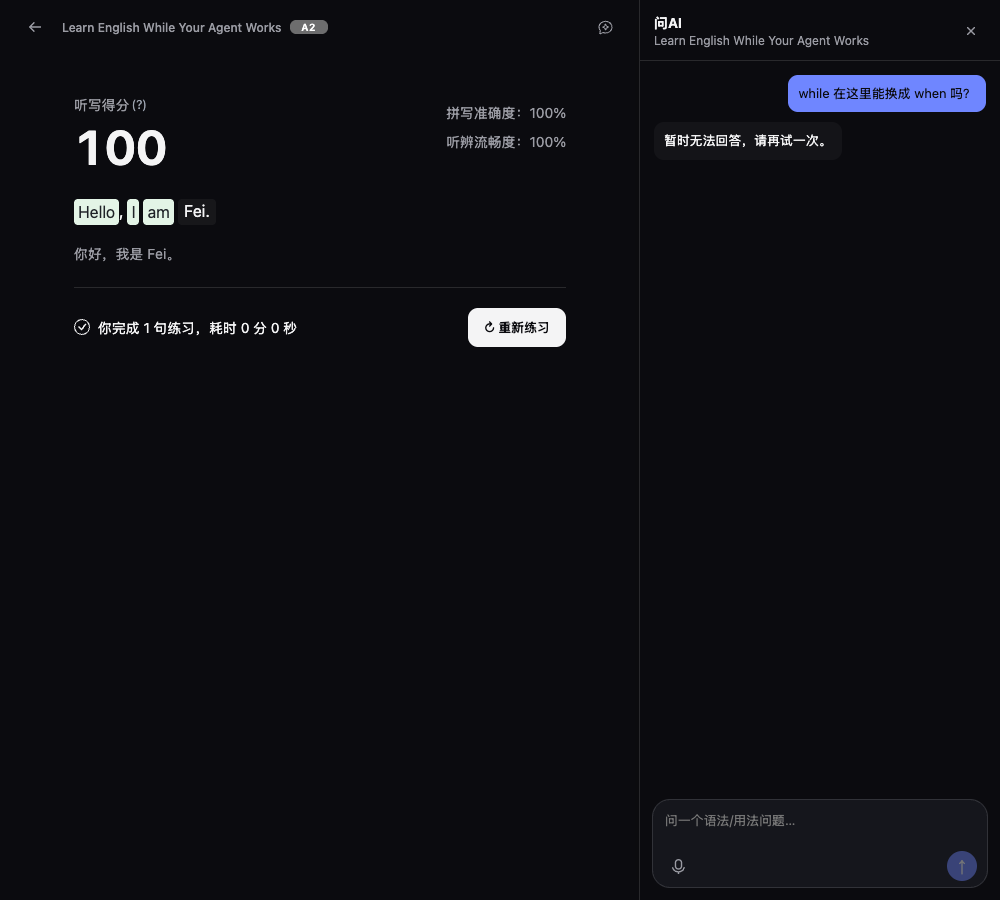 Learn English While Your Agent Works A2
听写得分 (?)
100
拼写准确度：100%
听辨流畅度：100%
Hello, I am Fei.
你好，我是 Fei。
你完成 1 句练习，耗时 0 分 0 秒
重新练习
问AI
Learn English While Your Agent Works
while 在这里能换成 when 吗?
暂时无法回答，请再试一次。
问一个语法/用法问题...